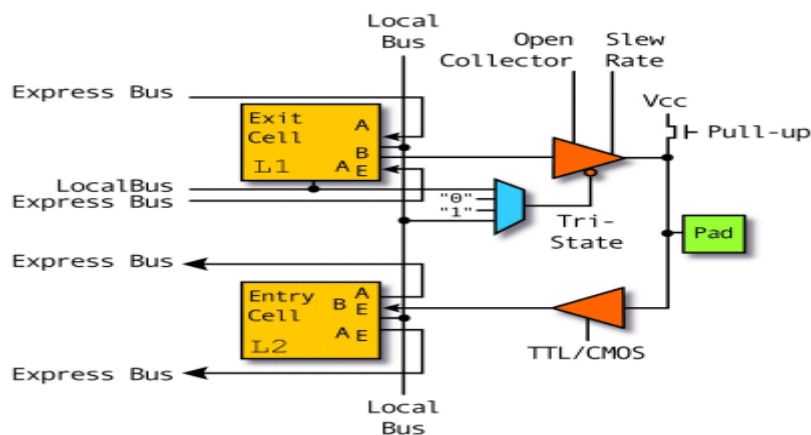 Local
Bus
Open
Collector
Slew
Rate
Express Bus
Vcc
Pull-up
Exit
Cell
A
B
L1
A
E
LocalBus
Express Bus
"0"
"1"
Tri-
State
Pad
Express Bus
Entry
Cell
B
A
E
A
E
L2
TTL/CMOS
Express Bus
Local
Bus